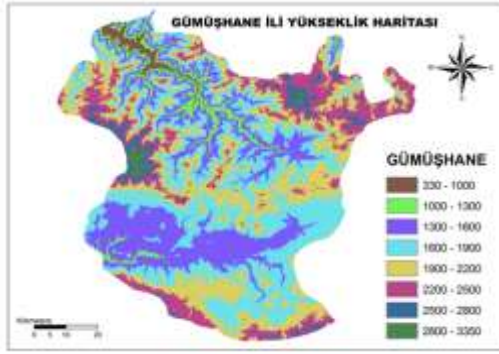 GÜMÜŞHANE İLİ YÜKSEKLİK HARİTASI
GÜMÜŞHANE
330 - 1000
1000 - 1300
1300 - 1600
1600 - 1900
1900 - 2200
2200 - 2500
2500 - 2800
2800 - 3350
Kilometre